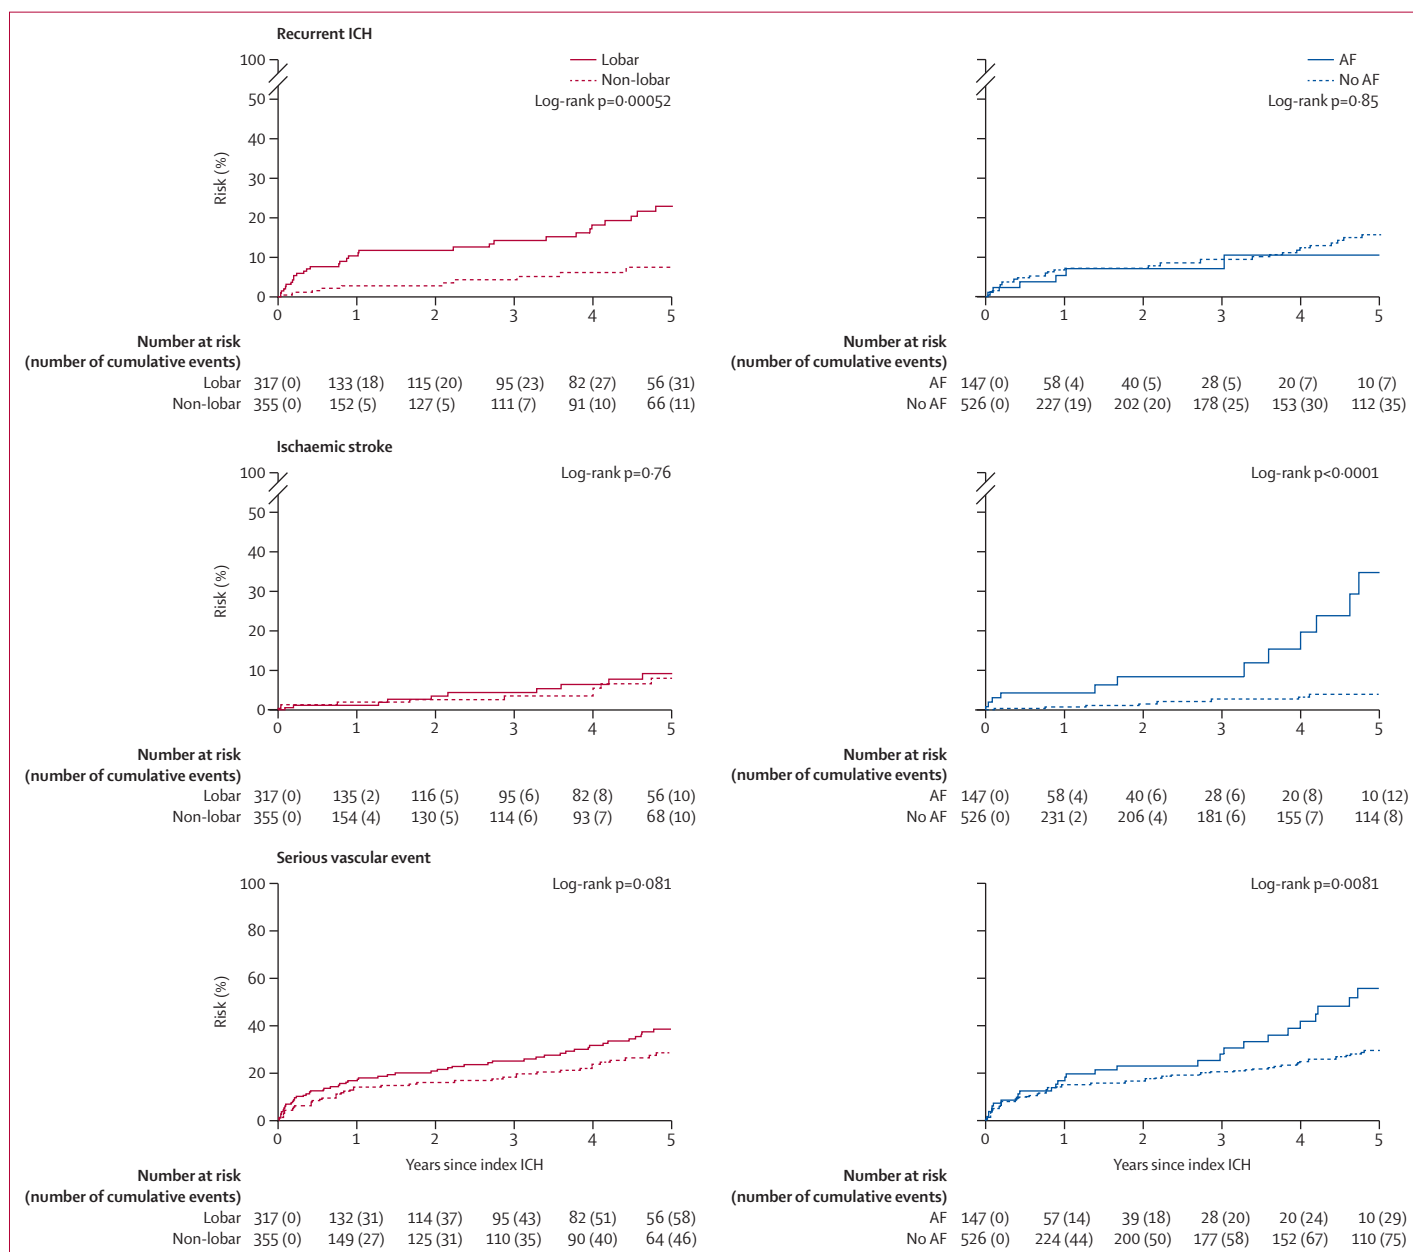 Recurrent ICH
Lobar
Non-lobar
Log-rank p=0·00052
100
50
40
30
20
10
0
Risk (%)
0 1 2 3 4 5
Number at risk
(number of cumulative events)
Lobar 317 (0) 133 (18) 115 (20) 95 (23) 82 (27) 56 (31)
Non-lobar 355 (0) 152 (5) 127 (5) 111 (7) 91 (10) 66 (11)
AF
No AF
Log-rank p=0·85
0 1 2 3 4 5
Number at risk
(number of cumulative events)
AF 147 (0) 58 (4) 40 (5) 28 (5) 20 (7) 10 (7)
No AF 526 (0) 227 (19) 202 (20) 178 (25) 153 (30) 112 (35)
Ischaemic stroke
Log-rank p=0·76
100
50
40
30
20
10
0
Risk (%)
0 1 2 3 4 5
Number at risk
(number of cumulative events)
Lobar 317 (0) 135 (2) 116 (5) 95 (6) 82 (8) 56 (10)
Non-lobar 355 (0) 154 (4) 130 (5) 114 (6) 93 (7) 68 (10)
Log-rank p<0·0001
0 1 2 3 4 5
Number at risk
(number of cumulative events)
AF 147 (0) 58 (4) 40 (6) 28 (6) 20 (8) 10 (12)
No AF 526 (0) 231 (2) 206 (4) 181 (6) 155 (7) 114 (8)
Serious vascular event
Log-rank p=0·081
100
80
60
40
20
0
Risk (%)
0 1 2 3 4 5
Years since index ICH
Number at risk
(number of cumulative events)
Lobar 317 (0) 132 (31) 114 (37) 95 (43) 82 (51) 56 (58)
Non-lobar 355 (0) 149 (27) 125 (31) 110 (35) 90 (40) 64 (46)
Log-rank p=0·0081
0 1 2 3 4 5
Years since index ICH
Number at risk
(number of cumulative events)
AF 147 (0) 57 (14) 39 (18) 28 (20) 20 (24) 10 (29)
No AF 526 (0) 224 (44) 200 (50) 177 (58) 152 (67) 110 (75)